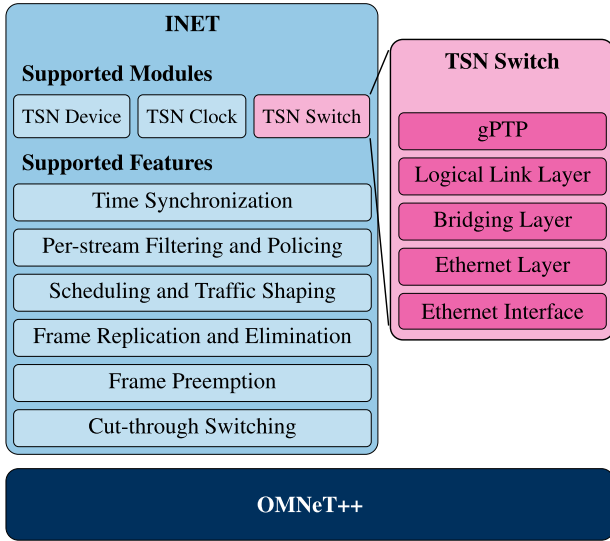 INET
Supported Modules
TSN Device
TSN Clock
TSN Switch
Supported Features
Time Synchronization
Per-stream Filtering and Policing
Scheduling and Traffic Shaping
Frame Replication and Elimination
Frame Preemption
Cut-through Switching
TSN Switch
gPTP
Logical Link Layer
Bridging Layer
Ethernet Layer
Ethernet Interface
OMNeT++